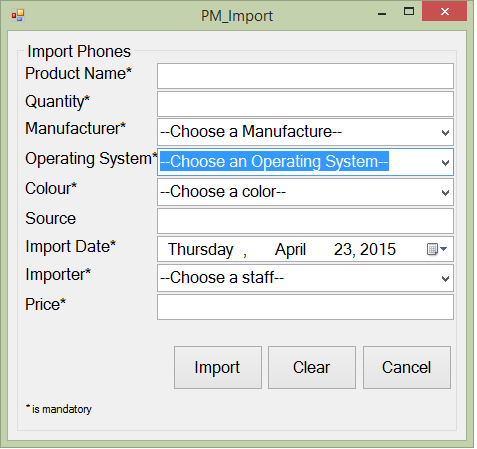 PM_Import
Import Phones
Product Name*
Quantity*
Manufacturer* --Choose a Manufacture--
Operating System* --Choose an Operating System--
Colour* --Choose a color--
Source
Import Date* Thursday , April 23, 2015
Importer* --Choose a staff--
Price*
Import Clear Cancel
* is mandatory